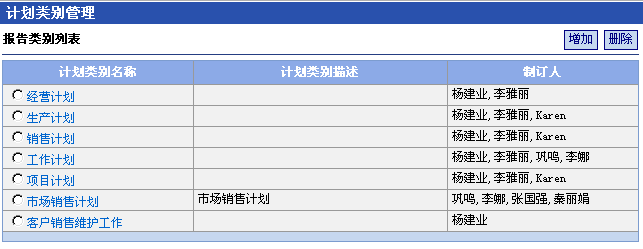 计划类别管理
报告类别列表 增加 删除
计划类别名称 计划类别描述 制订人
经营计划 杨建业, 李雅丽
生产计划 杨建业, 李雅丽, Karen
销售计划 杨建业, 李雅丽, Karen
工作计划 杨建业, 李雅丽, 巩鸣, 李娜
项目计划 杨建业, 李雅丽, Karen
市场销售计划 市场销售计划 巩鸣, 李娜, 张国强, 秦丽娟
客户销售维护工作 杨建业